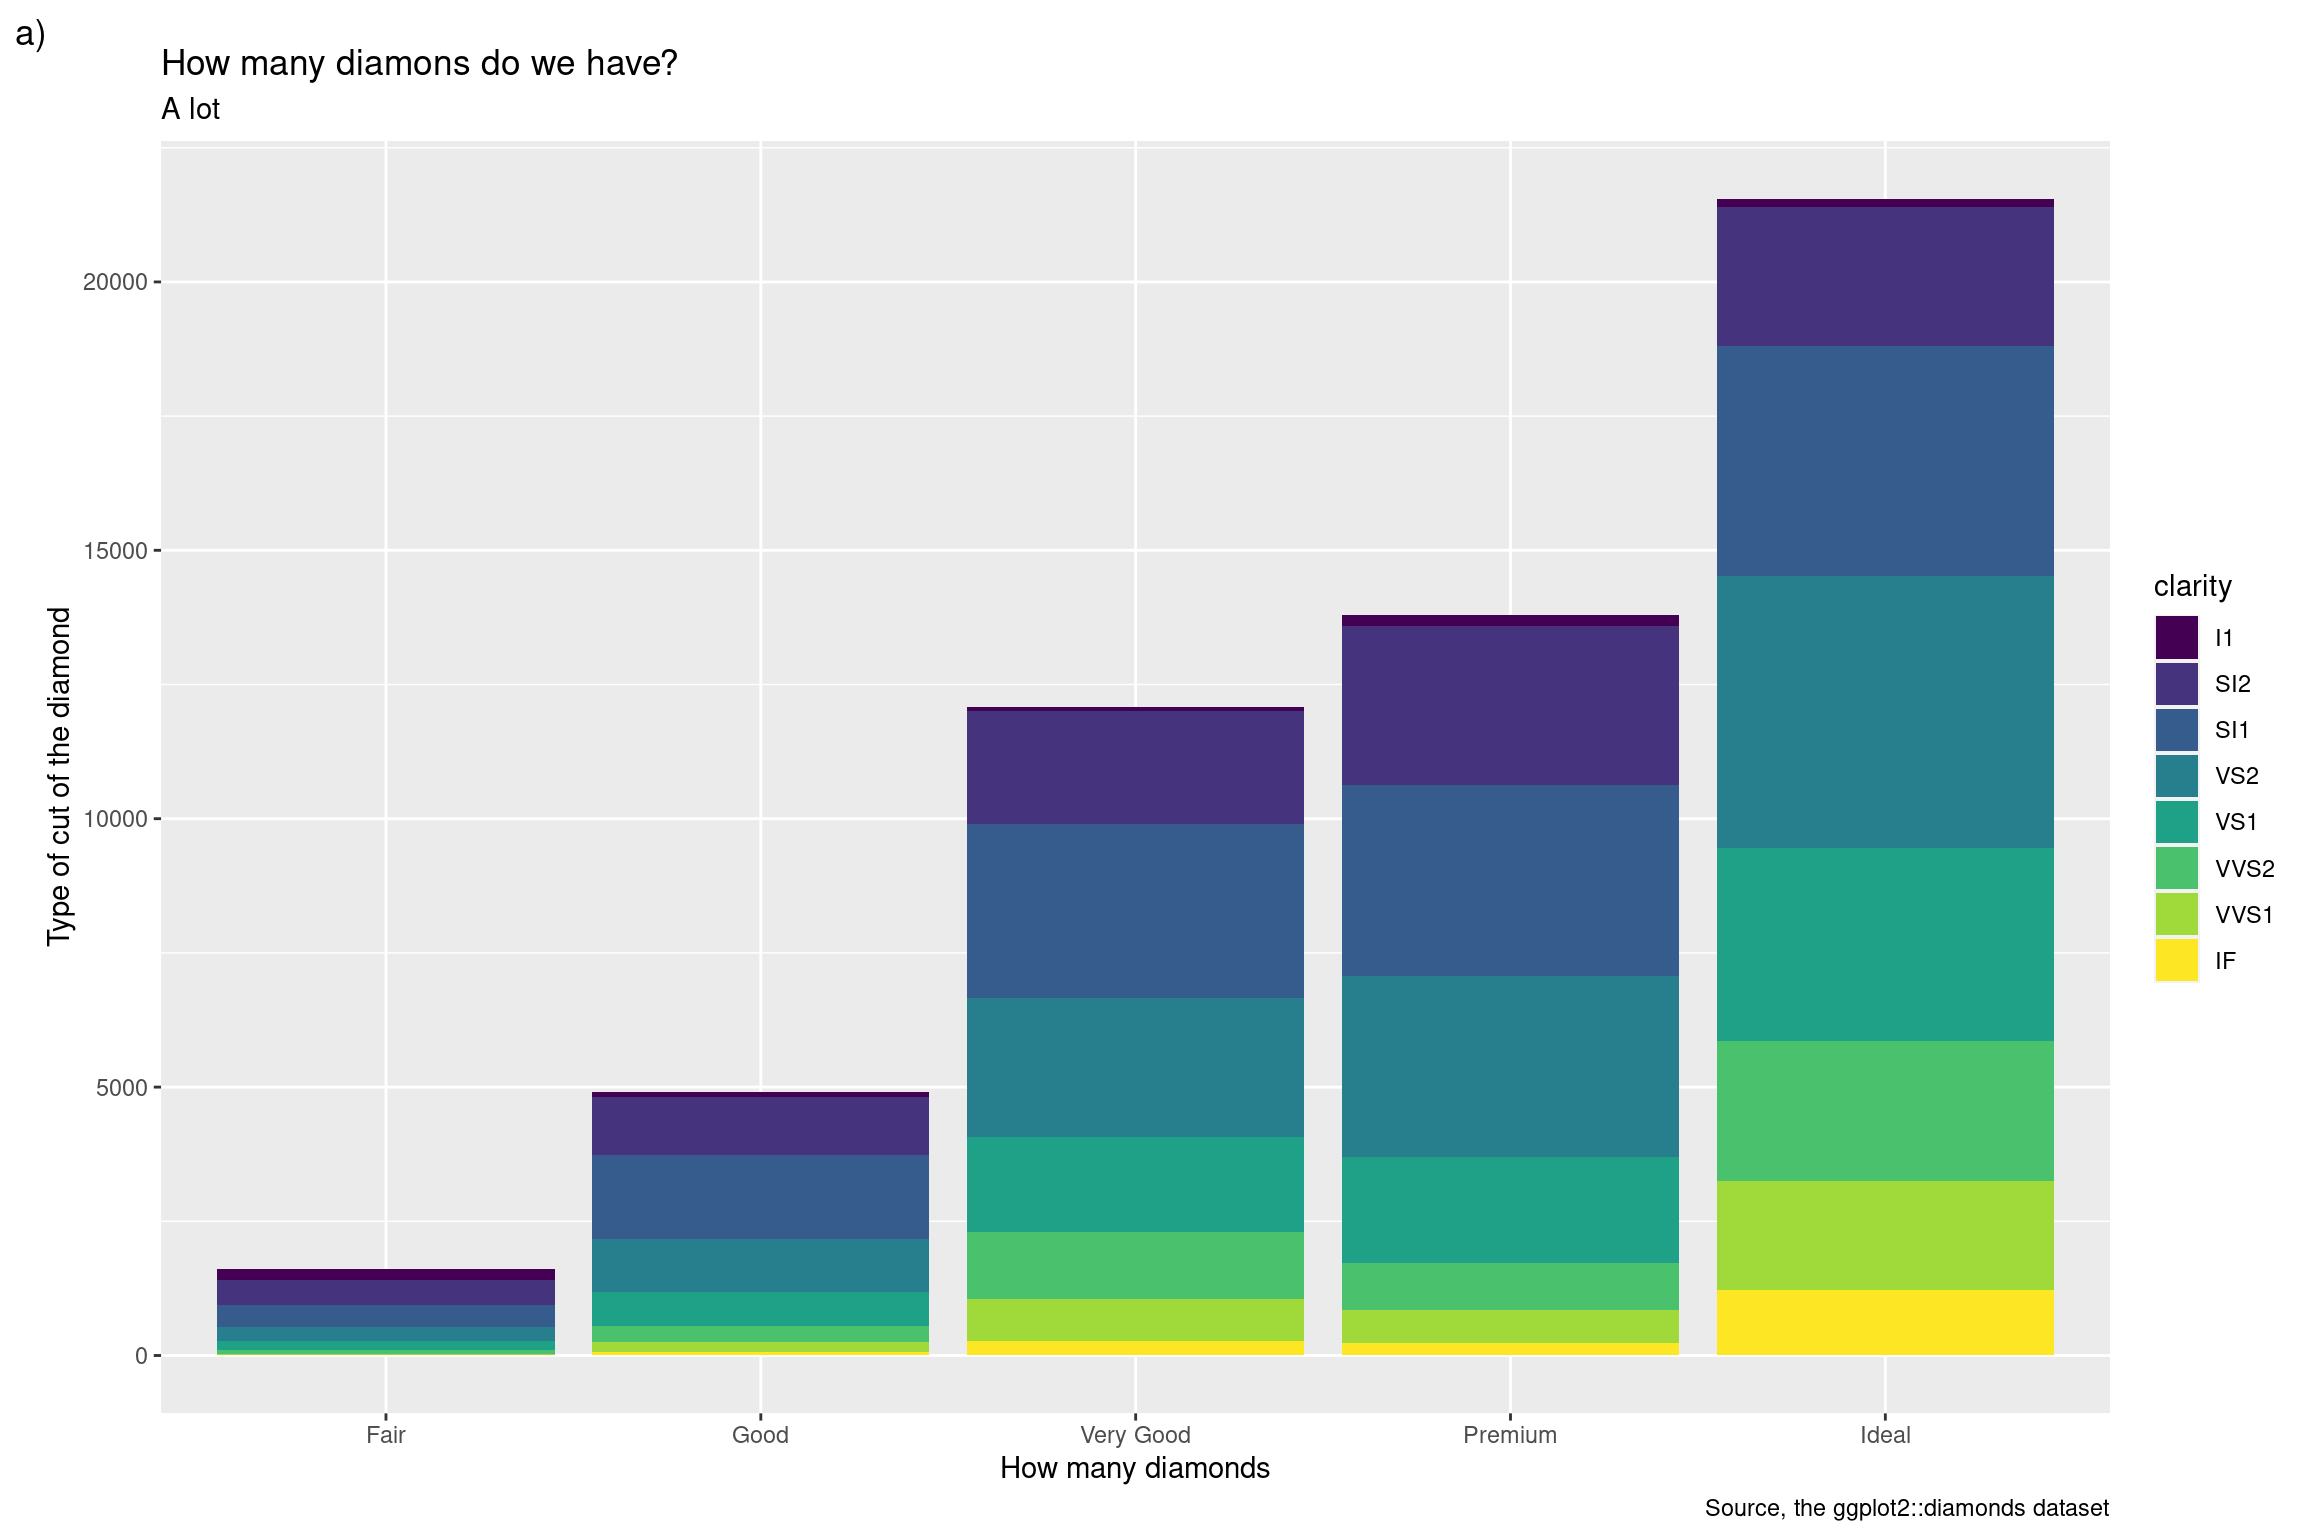 a)
How many diamons do we have?
A lot
Type of cut of the diamond
20000
15000
10000
5000
0
Fair
Good
Very Good
Premium
Ideal
How many diamonds
clarity
I1
SI2
SI1
VS2
VS1
VVS2
VVS1
IF
Source, the ggplot2::diamonds dataset